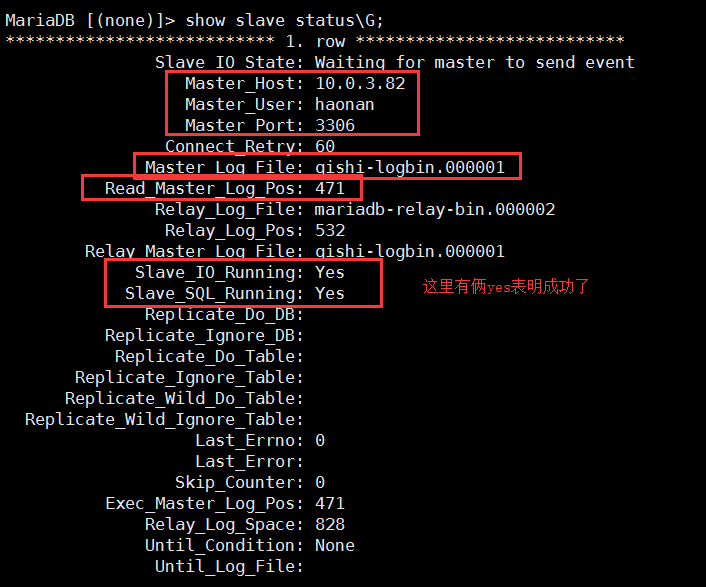 MariaDB [(none)]> show slave status\G;
*************************** 1. row ***************************
Slave_IO_State: Waiting for master to send event
Master_Host: 10.0.3.82
Master_User: haonan
Master_Port: 3306
Connect_Retry: 60
Master_Log_File: qishi-logbin.000001
Read_Master_Log_Pos: 471
Relay_Log_File: mariadb-relay-bin.000002
Relay_Log_Pos: 532
Relay_Master_Log_File: qishi-logbin.000001
Slave_IO_Running: Yes
Slave_SQL_Running: Yes
这里有俩yes表明成功了
Replicate_Do_DB:
Replicate_Ignore_DB:
Replicate_Do_Table:
Replicate_Ignore_Table:
Replicate_Wild_Do_Table:
Replicate_Wild_Ignore_Table:
Last_Errno: 0
Last_Error:
Skip_Counter: 0
Exec_Master_Log_Pos: 471
Relay_Log_Space: 828
Until_Condition: None
Until_Log_File: